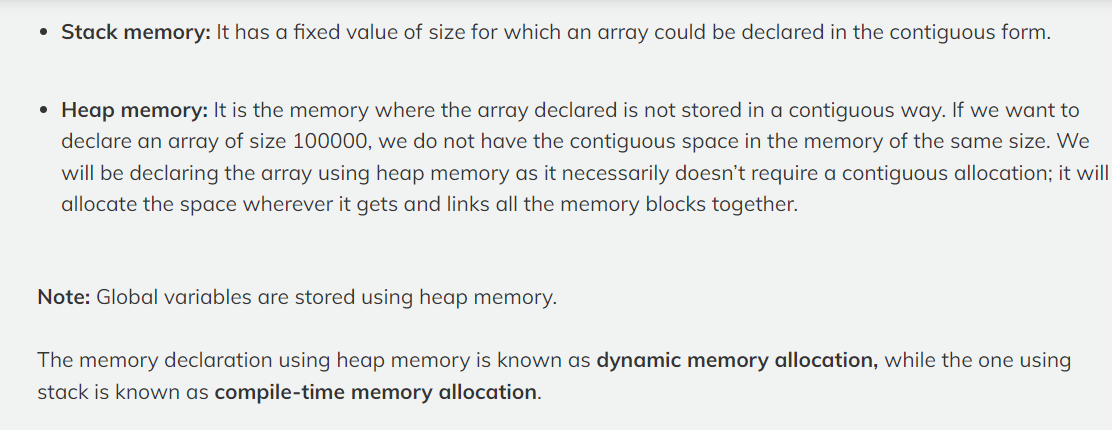 • Stack memory: It has a fixed value of size for which an array could be declared in the contiguous form.
• Heap memory: It is the memory where the array declared is not stored in a contiguous way. If we want to
declare an array of size 100000, we do not have the contiguous space in the memory of the same size. We
will be declaring the array using heap memory as it necessarily doesn’t require a contiguous allocation; it will
allocate the space wherever it gets and links all the memory blocks together.
Note: Global variables are stored using heap memory.
The memory declaration using heap memory is known as dynamic memory allocation, while the one using
stack is known as compile-time memory allocation.